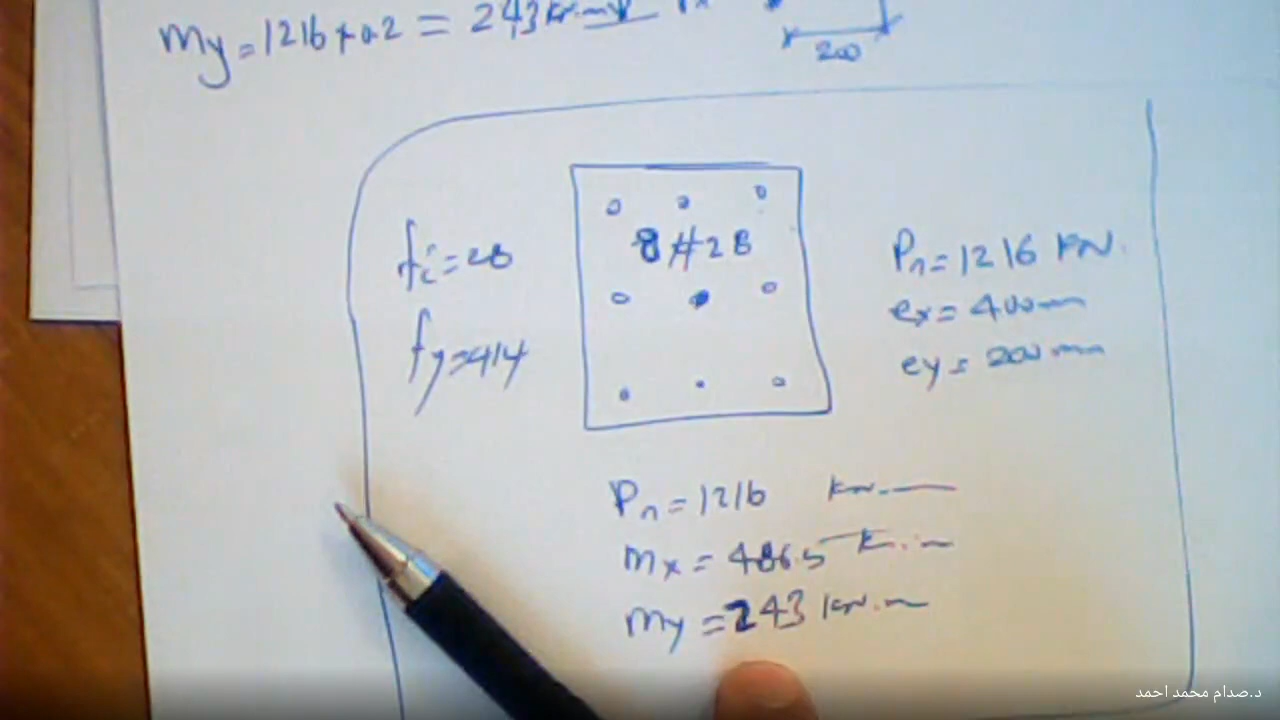 my = 1216 * 0.2 = 243 kN.m
200
8 # 28
f'c = 28
fy = 414
Pn = 1216 KN.
ex = 400 mm
ey = 200 mm
Pn = 1216 kN
mx = 486.5 k.m
my = 243 kN.m
د.صدام محمد احمد